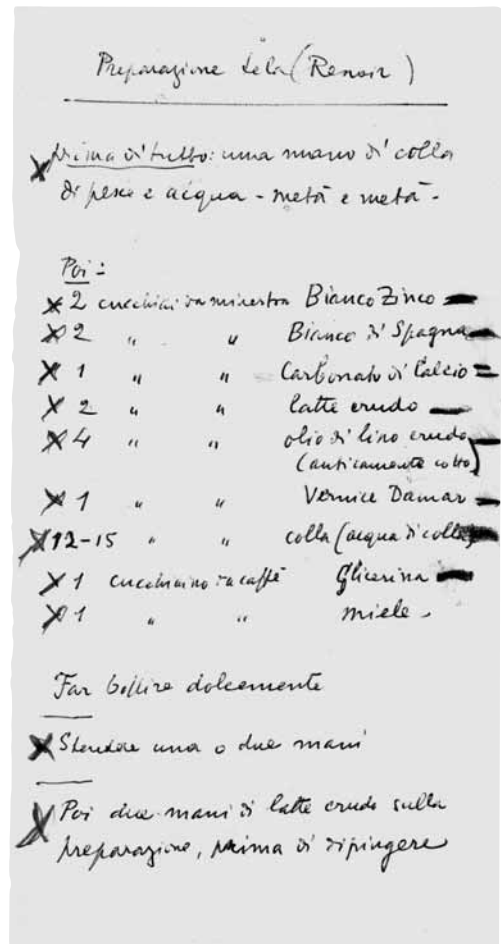 Preparazione tela (Renoir)
prima di tutto: una mano di colla
di pesce e acqua - metà e metà -
Poi:
2 cucchiai da minestra Bianco Zinco
2 " " Bianco di Spagna
1 " " Carbonato di Calcio
2 " " latte crudo
4 " " olio di lino crudo
(anticamente cotto)
1 " " Vernice Damar
12-15 " " colla (acqua di colla)
1 cucchiaino da caffè Glicerina
1 " " miele -
Far bollire dolcemente
Stendere una o due mani
Poi due mani di latte crudo sulla
preparazione, prima di dipingere